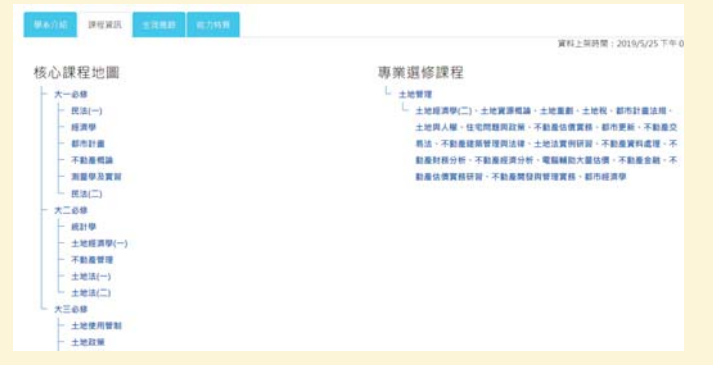 學系介紹 課程資訊 生涯進路 能力特質
資料上架時間：2019/5/25 下午 0
核心課程地圖
大一必修
民法(一)
經濟學
都市計畫
不動產概論
測量學及實習
民法(二)
大二必修
統計學
土地經濟學(一)
不動產管理
土地法(一)
土地法(二)
大三必修
土地使用管制
土地政策
專業選修課程
土地管理
土地經濟學(二)、土地資源概論、土地重劃、土地稅、都市計畫法規、
土地與人權、住宅問題與政策、不動產估價實務、都市更新、不動產交
易法、不動產建築管理與法律、土地法實例研習、不動產資料處理、不
動產財務分析、不動產經濟分析、電腦輔助大量估價、不動產金融、不
動產估價實務研習、不動產開發與管理實務、都市經濟學